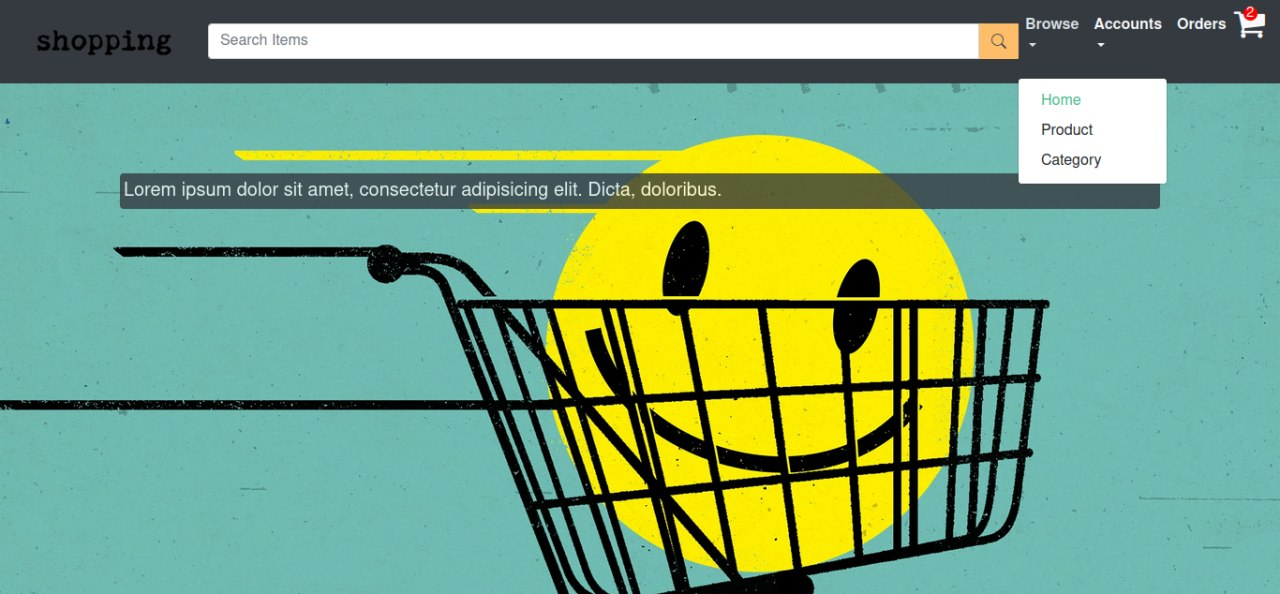 shopping
Search Items
Browse
Accounts
Orders
2
Home
Product
Category
Lorem ipsum dolor sit amet, consectetur adipisicing elit. Dicta, doloribus.